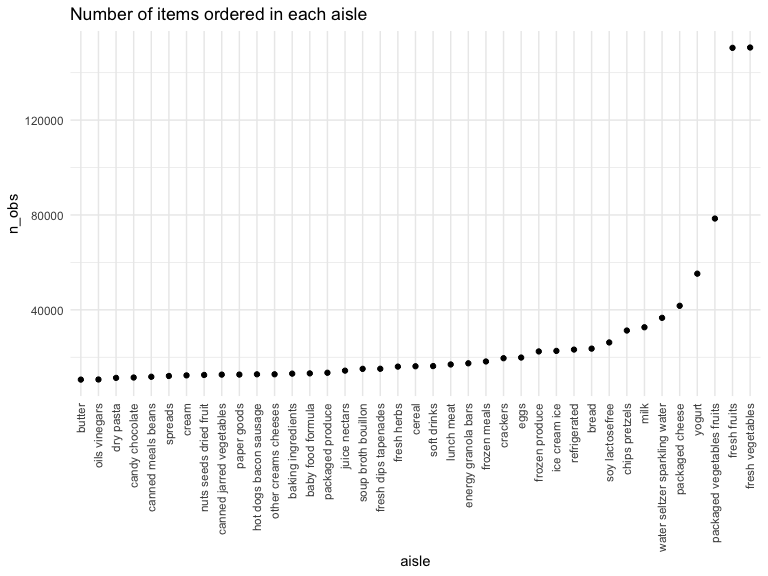 Number of items ordered in each aisle
n_obs
120000
80000
40000
butter
oils vinegars
dry pasta
candy chocolate
canned meals beans
spreads
cream
nuts seeds dried fruit
canned jarred vegetables
paper goods
hot dogs bacon sausage
other creams cheeses
baking ingredients
baby food formula
packaged produce
juice nectars
soup broth bouillon
fresh dips tapenades
fresh herbs
cereal
soft drinks
lunch meat
energy granola bars
frozen meals
crackers
eggs
frozen produce
ice cream ice
refrigerated
bread
soy lactosefree
chips pretzels
milk
water seltzer sparkling water
packaged cheese
yogurt
packaged vegetables fruits
fresh fruits
fresh vegetables
aisle